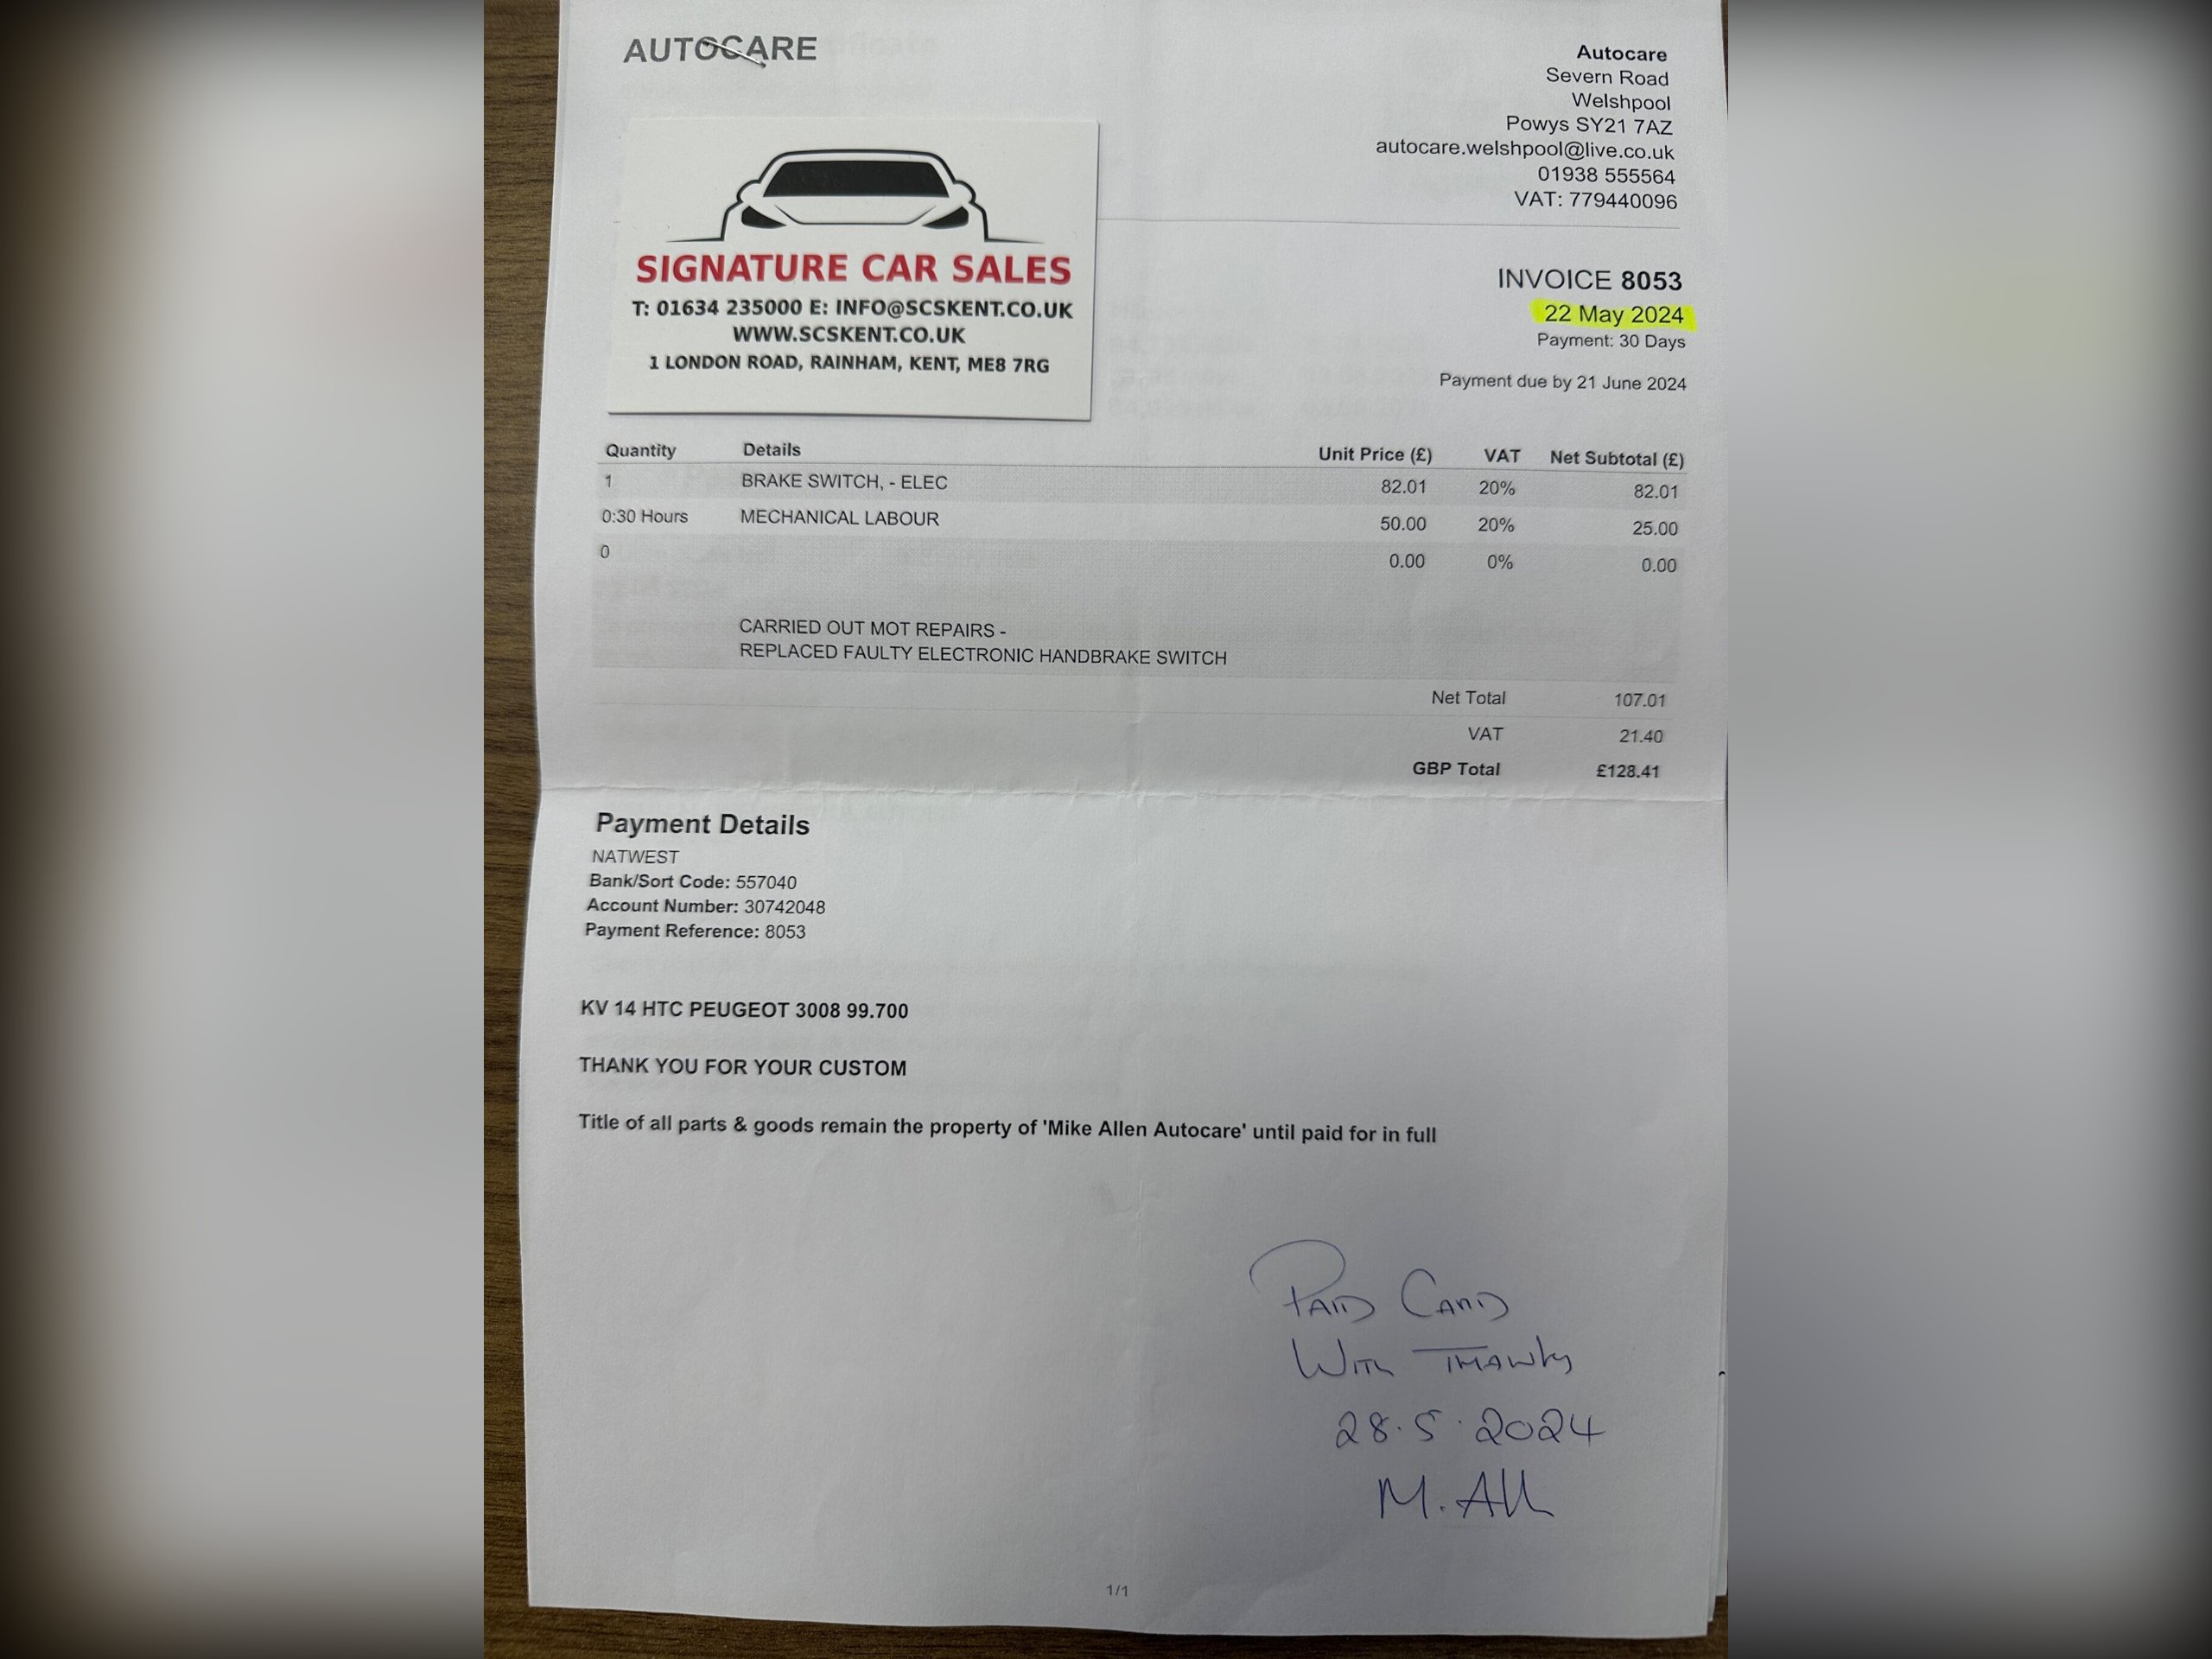 AUTOCARE
Autocare
Severn Road
Welshpool
Powys SY21 7AZ
autocare.welshpool@live.co.uk
01938 555564
VAT: 779440096
SIGNATURE CAR SALES
T: 01634 235000 E: INFO@SCSKENT.CO.UK
WWW.SCSKENT.CO.UK
1 LONDON ROAD, RAINHAM, KENT, ME8 7RG
INVOICE 8053
22 May 2024
Payment: 30 Days
Payment due by 21 June 2024
Quantity Details Unit Price (£) VAT Net Subtotal (£)
1 BRAKE SWITCH, - ELEC 82.01 20% 82.01
0:30 Hours MECHANICAL LABOUR 50.00 20% 25.00
0 0.00 0% 0.00
CARRIED OUT MOT REPAIRS -
REPLACED FAULTY ELECTRONIC HANDBRAKE SWITCH
Net Total 107.01
VAT 21.40
GBP Total £128.41
Payment Details
NATWEST
Bank/Sort Code: 557040
Account Number: 30742048
Payment Reference: 8053
KV 14 HTC PEUGEOT 3008 99.700
THANK YOU FOR YOUR CUSTOM
Title of all parts & goods remain the property of 'Mike Allen Autocare' until paid for in full
PAID CARD
WITH THANKS
28.5.2024
M. All
1/1